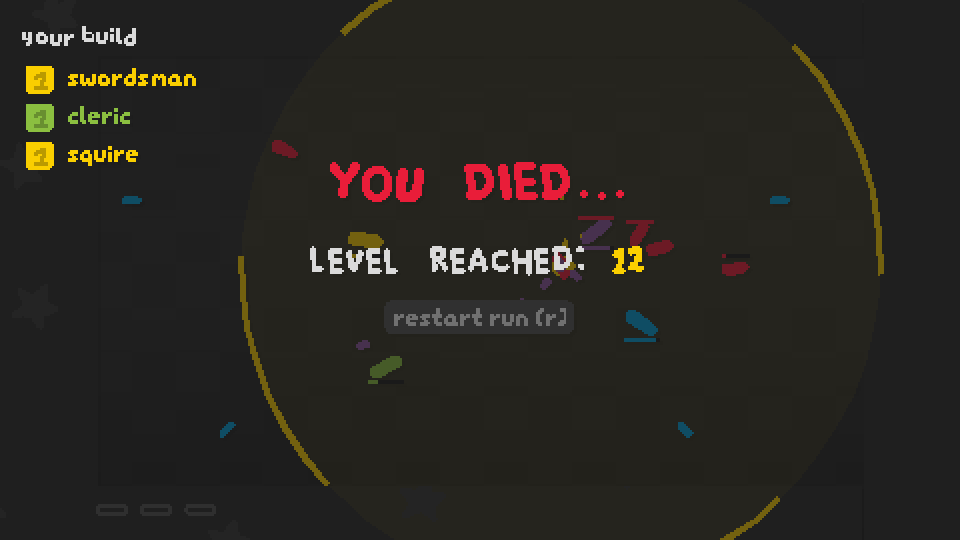 your build
1 swordsman
1 cleric
1 squire
YOU DIED...
LEVEL REACHED: 12
restart run (r)